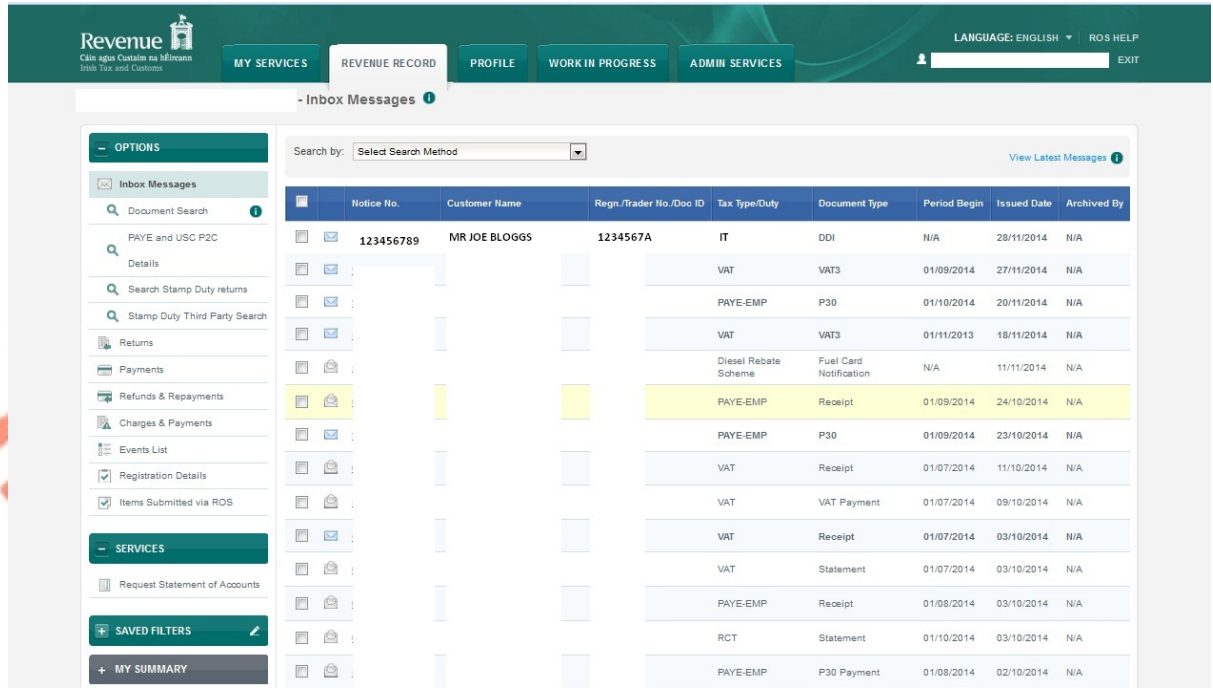 Revenue
Cáin agus Custaim na hÉireann
Irish Tax and Customs
LANGUAGE: ENGLISH ROS HELP
EXIT
MY SERVICES REVENUE RECORD PROFILE WORK IN PROGRESS ADMIN SERVICES
- Inbox Messages
OPTIONS
Inbox Messages
Document Search
PAYE and USC P2C
Details
Search Stamp Duty returns
Stamp Duty Third Party Search
Returns
Payments
Refunds & Repayments
Charges & Payments
Events List
Registration Details
Items Submitted via ROS
SERVICES
Request Statement of Accounts
SAVED FILTERS
MY SUMMARY
Search by: Select Search Method
View Latest Messages
Notice No. Customer Name Regn./Trader No./Doc ID Tax Type/Duty Document Type Period Begin Issued Date Archived By
123456789 MR JOE BLOGGS 1234567A IT DDI N/A 28/11/2014 N/A
VAT VAT3 01/09/2014 27/11/2014 N/A
PAYE-EMP P30 01/10/2014 20/11/2014 N/A
VAT VAT3 01/11/2013 18/11/2014 N/A
Diesel Rebate Fuel Card
Scheme Notification N/A 11/11/2014 N/A
PAYE-EMP Receipt 01/09/2014 24/10/2014 N/A
PAYE-EMP P30 01/09/2014 23/10/2014 N/A
VAT Receipt 01/07/2014 11/10/2014 N/A
VAT VAT Payment 01/07/2014 09/10/2014 N/A
VAT Receipt 01/07/2014 03/10/2014 N/A
VAT Statement 01/07/2014 03/10/2014 N/A
PAYE-EMP Receipt 01/08/2014 03/10/2014 N/A
RCT Statement 01/10/2014 03/10/2014 N/A
PAYE-EMP P30 Payment 01/08/2014 02/10/2014 N/A